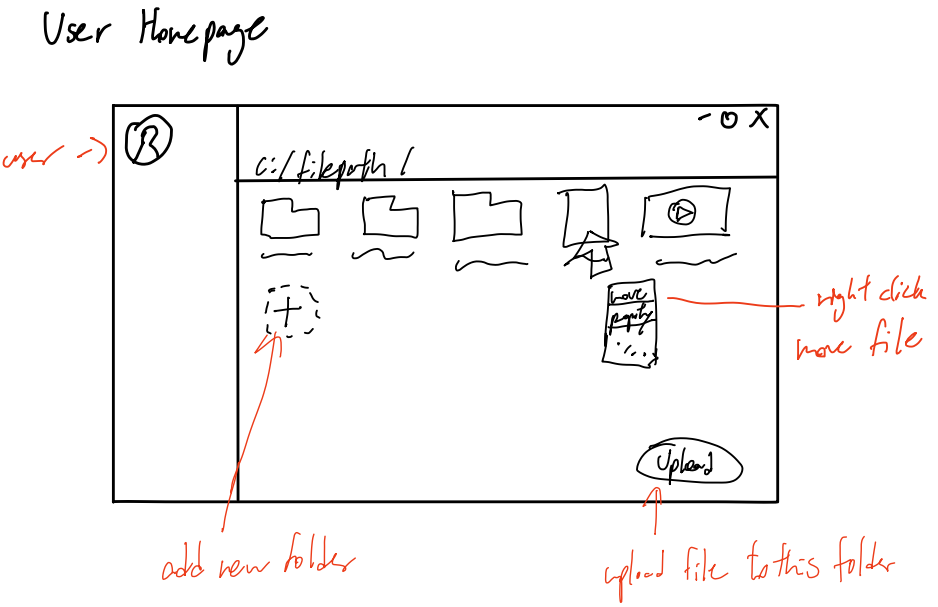 User Homepage
user ->
- O X
c:/filepath/
move
property
.....
right click
move file
Upload
add new folder
upload file to this folder